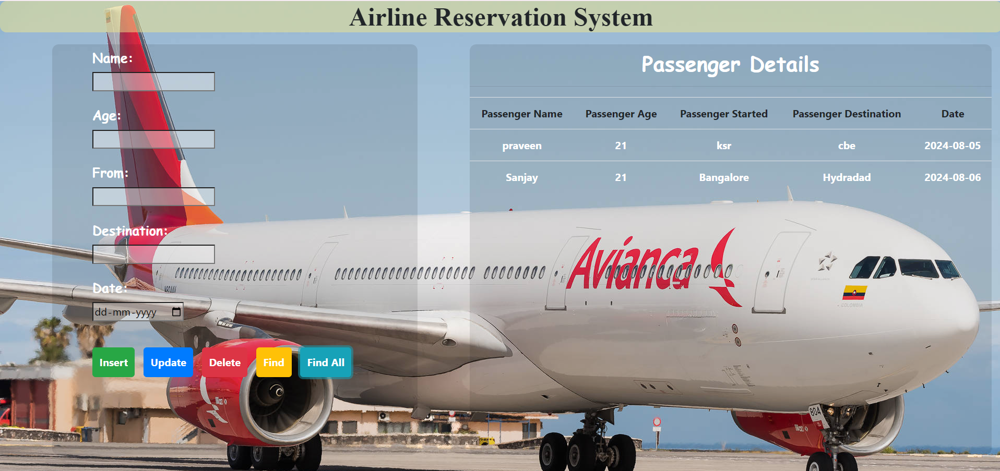 Airline Reservation System
Name:
Age:
From:
Destination:
Date:
dd-mm-yyyy
Insert Update Delete Find Find All
Passenger Details
Passenger Name Passenger Age Passenger Started Passenger Destination Date
praveen 21 ksr cbe 2024-08-05
Sanjay 21 Bangalore Hydradad 2024-08-06
Avianca
COLOMBIA
804